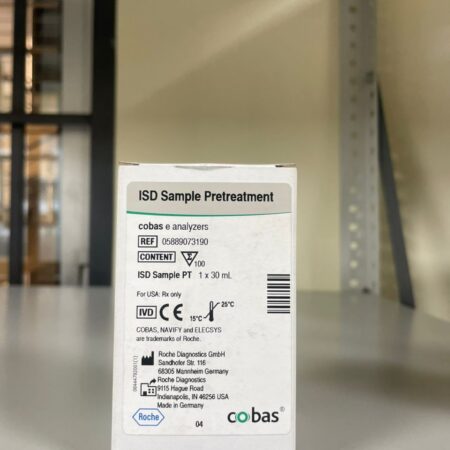 ISD Sample Pretreatment
cobas e analyzers
REF 05889073190
CONTENT Σ 100
ISD Sample PT 1 x 30 mL
For USA: Rx only
IVD CE 15°C 25°C
COBAS, NAVIFY and ELECSYS
are trademarks of Roche.
Roche Diagnostics GmbH
Sandhofer Str. 116
68305 Mannheim Germany
Roche Diagnostics
9115 Hague Road
Indianapolis, IN 46256 USA
Made in Germany
Roche
04
cobas®